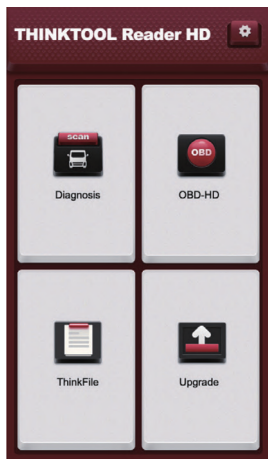 THINKTOOL Reader HD
scan
Diagnosis
OBD
OBD-HD
ThinkFile
Upgrade